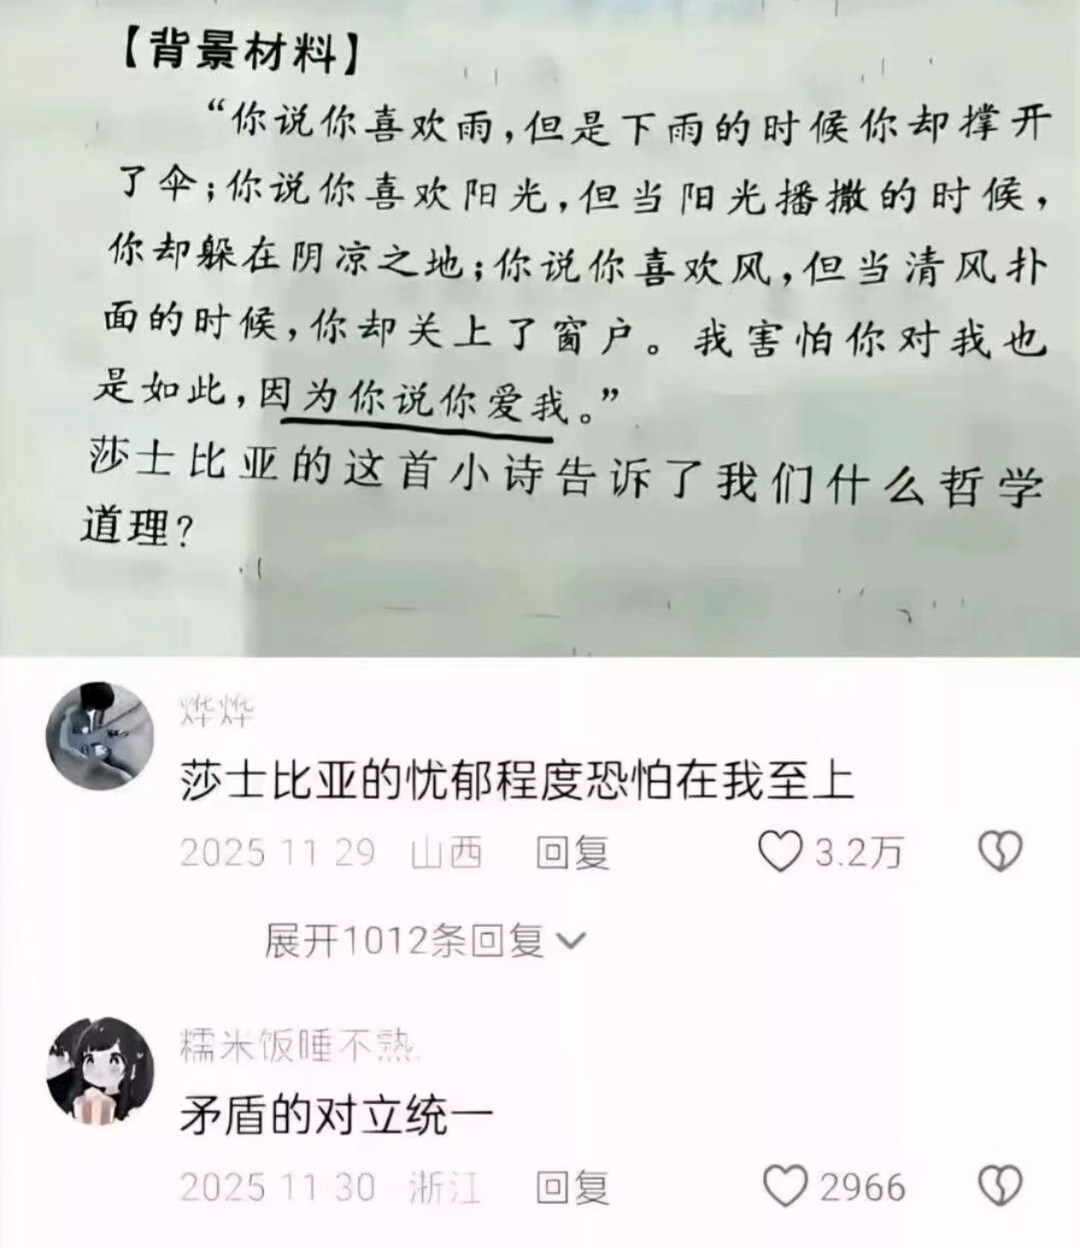 【背景材料】
“你说你喜欢雨，但是下雨的时候你却撑开
了伞；你说你喜欢阳光，但当阳光播撒的时候，
你却躲在阴凉之地；你说你喜欢风，但当清风扑
面的时候，你却关上了窗户。我害怕你对我也
是如此，因为你说你爱我。”
莎士比亚的这首小诗告诉了我们什么哲学
道理？
烨烨
莎士比亚的忧郁程度恐怕在我至上
2025 11 29 山西 回复 3.2万
展开1012条回复
糯米饭睡不熟
矛盾的对立统一
2025 11 30 浙江 回复 2966